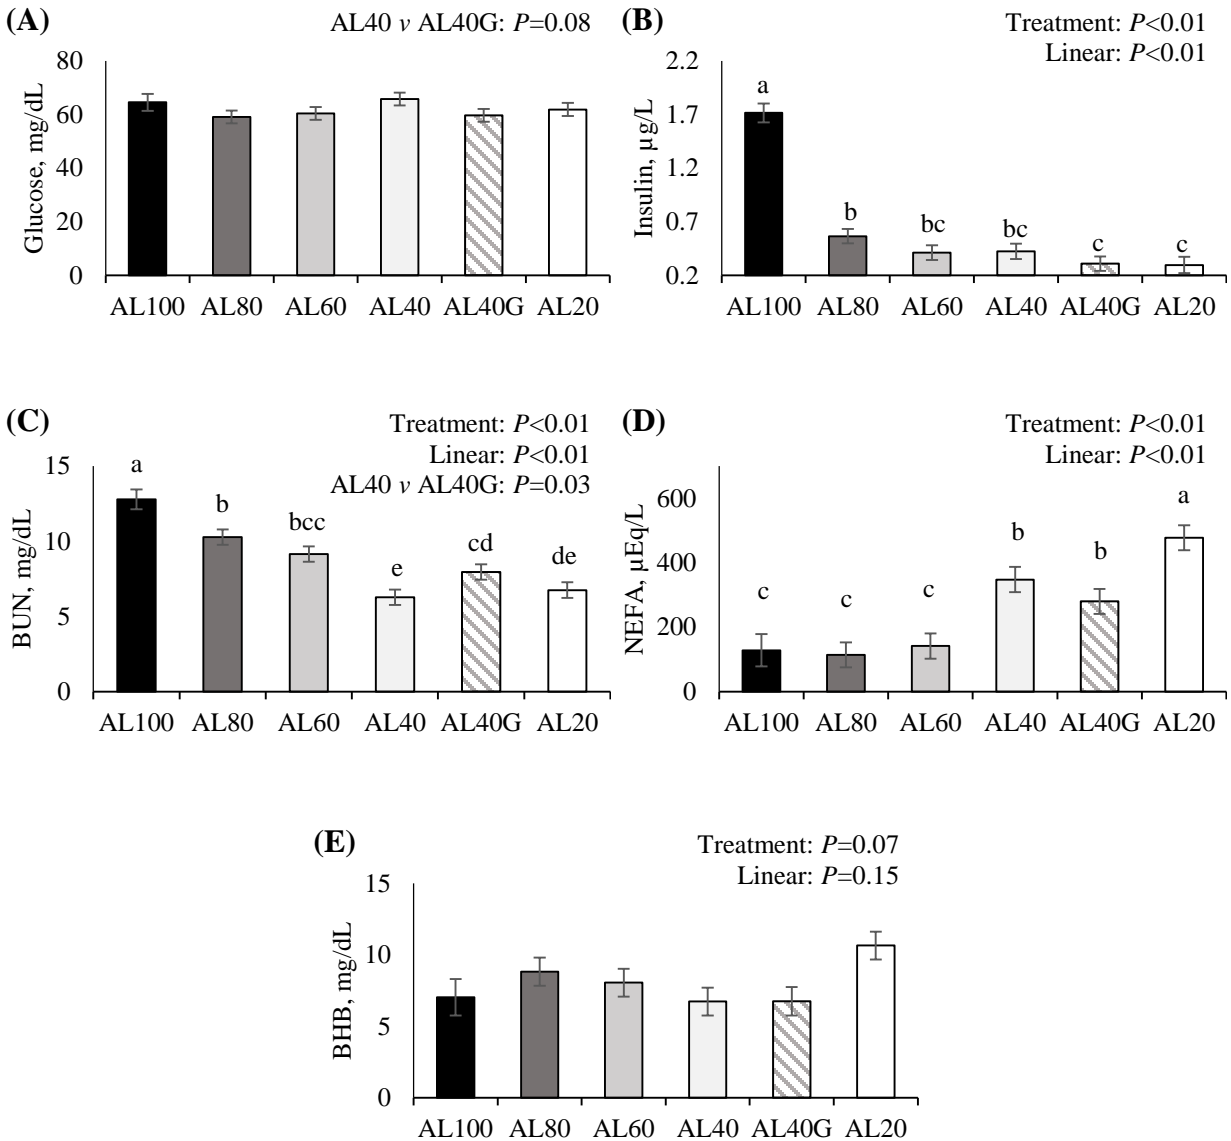 (A)
AL40 v AL40G: P=0.08
Glucose, mg/dL
80
60
40
20
0
AL100 AL80 AL60 AL40 AL40G AL20
(B)
Treatment: P<0.01
Linear: P<0.01
Insulin, µg/L
2.2
1.7
1.2
0.7
0.2
a b bc bc c c
AL100 AL80 AL60 AL40 AL40G AL20
(C)
Treatment: P<0.01
Linear: P<0.01
AL40 v AL40G: P=0.03
BUN, mg/dL
15
10
5
0
a b bcc e cd de
AL100 AL80 AL60 AL40 AL40G AL20
(D)
Treatment: P<0.01
Linear: P<0.01
NEFA, µEq/L
600
400
200
0
c c c b b a
AL100 AL80 AL60 AL40 AL40G AL20
(E)
Treatment: P=0.07
Linear: P=0.15
BHB, mg/dL
15
10
5
0
AL100 AL80 AL60 AL40 AL40G AL20